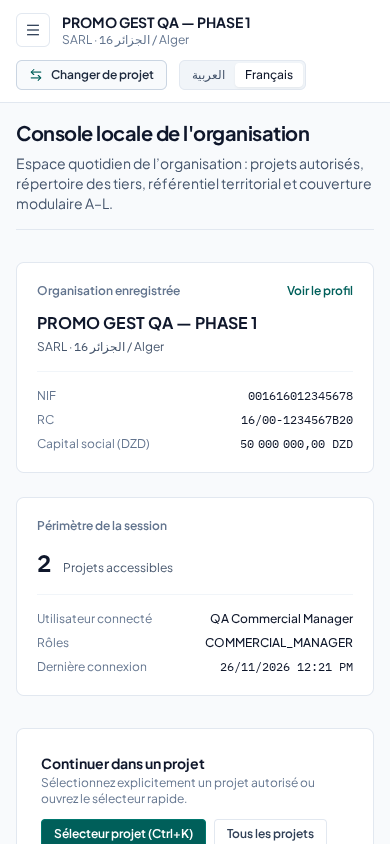 PROMO GEST QA — PHASE 1
SARL · 16 الجزائر / Alger
Changer de projet
العربية
Français
Console locale de l'organisation
Espace quotidien de l’organisation : projets autorisés,
répertoire des tiers, référentiel territorial et couverture
modulaire A–L.
Organisation enregistrée
Voir le profil
PROMO GEST QA — PHASE 1
SARL · 16 الجزائر / Alger
NIF 001616012345678
RC 16/00-1234567B20
Capital social (DZD) 50 000 000,00 DZD
Périmètre de la session
2 Projets accessibles
Utilisateur connecté QA Commercial Manager
Rôles COMMERCIAL_MANAGER
Dernière connexion 26/11/2026 12:21 PM
Continuer dans un projet
Sélectionnez explicitement un projet autorisé ou
ouvrez le sélecteur rapide.
Sélecteur projet (Ctrl+K)
Tous les projets